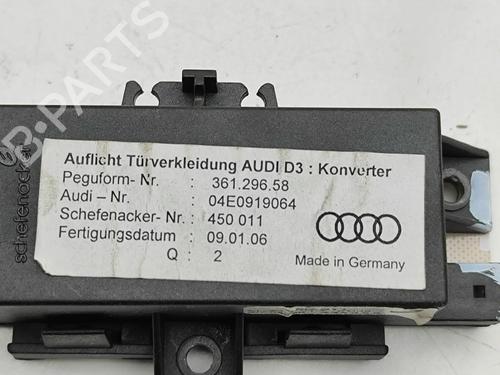 Auflicht Türverkleidung AUDI D3 : Konverter
Peguform- Nr. : 361.296.58
Audi – Nr. : 04E0919064
Schefenacker- Nr. : 450 011
Fertigungsdatum : 09.01.06
Q : 2
Made in Germany
schefenacker
B-PARTS